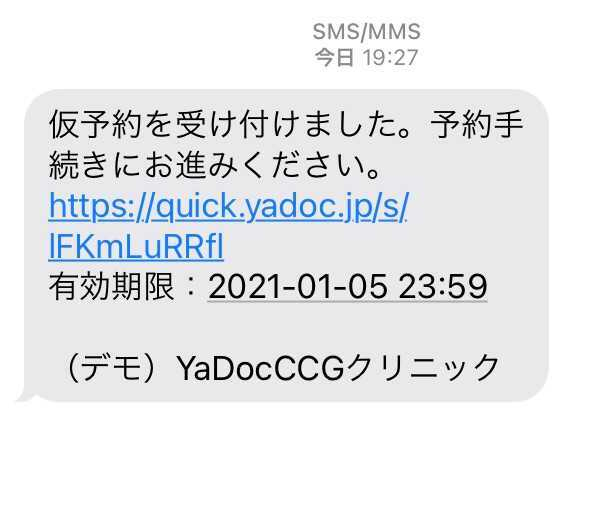 SMS/MMS
今日 19:27
仮予約を受け付けました。予約手
続きにお進みください。
https://quick.yadoc.jp/s/
lFKmLuRRfl
有効期限：2021-01-05 23:59
（デモ）YaDocCCGクリニック